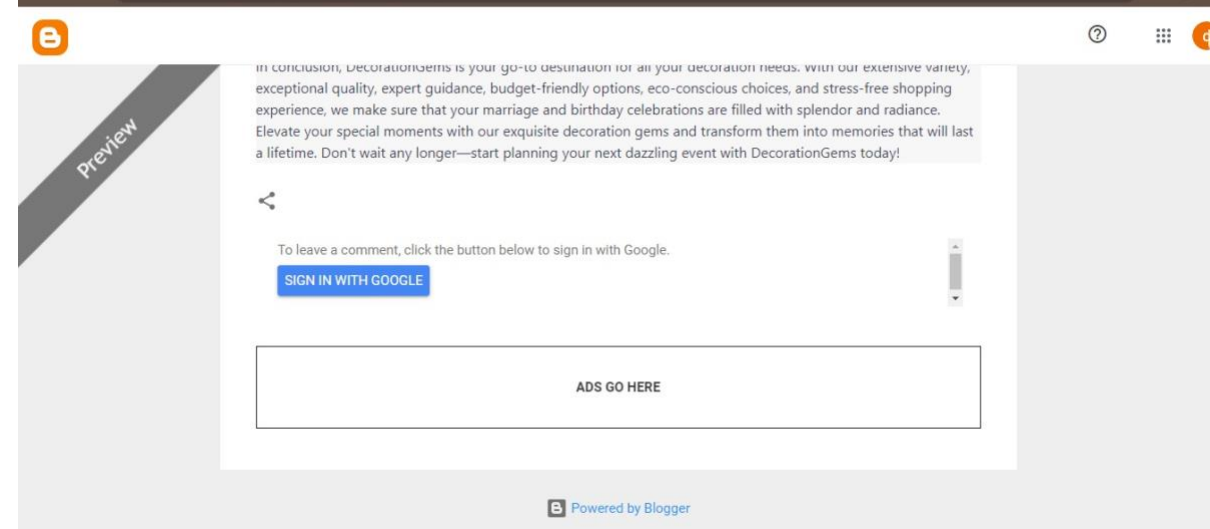 Preview
In conclusion, DecorationGems is your go-to destination for all your decoration needs. With our extensive variety,
exceptional quality, expert guidance, budget-friendly options, eco-conscious choices, and stress-free shopping
experience, we make sure that your marriage and birthday celebrations are filled with splendor and radiance.
Elevate your special moments with our exquisite decoration gems and transform them into memories that will last
a lifetime. Don't wait any longer—start planning your next dazzling event with DecorationGems today!
To leave a comment, click the button below to sign in with Google.
SIGN IN WITH GOOGLE
ADS GO HERE
Powered by Blogger